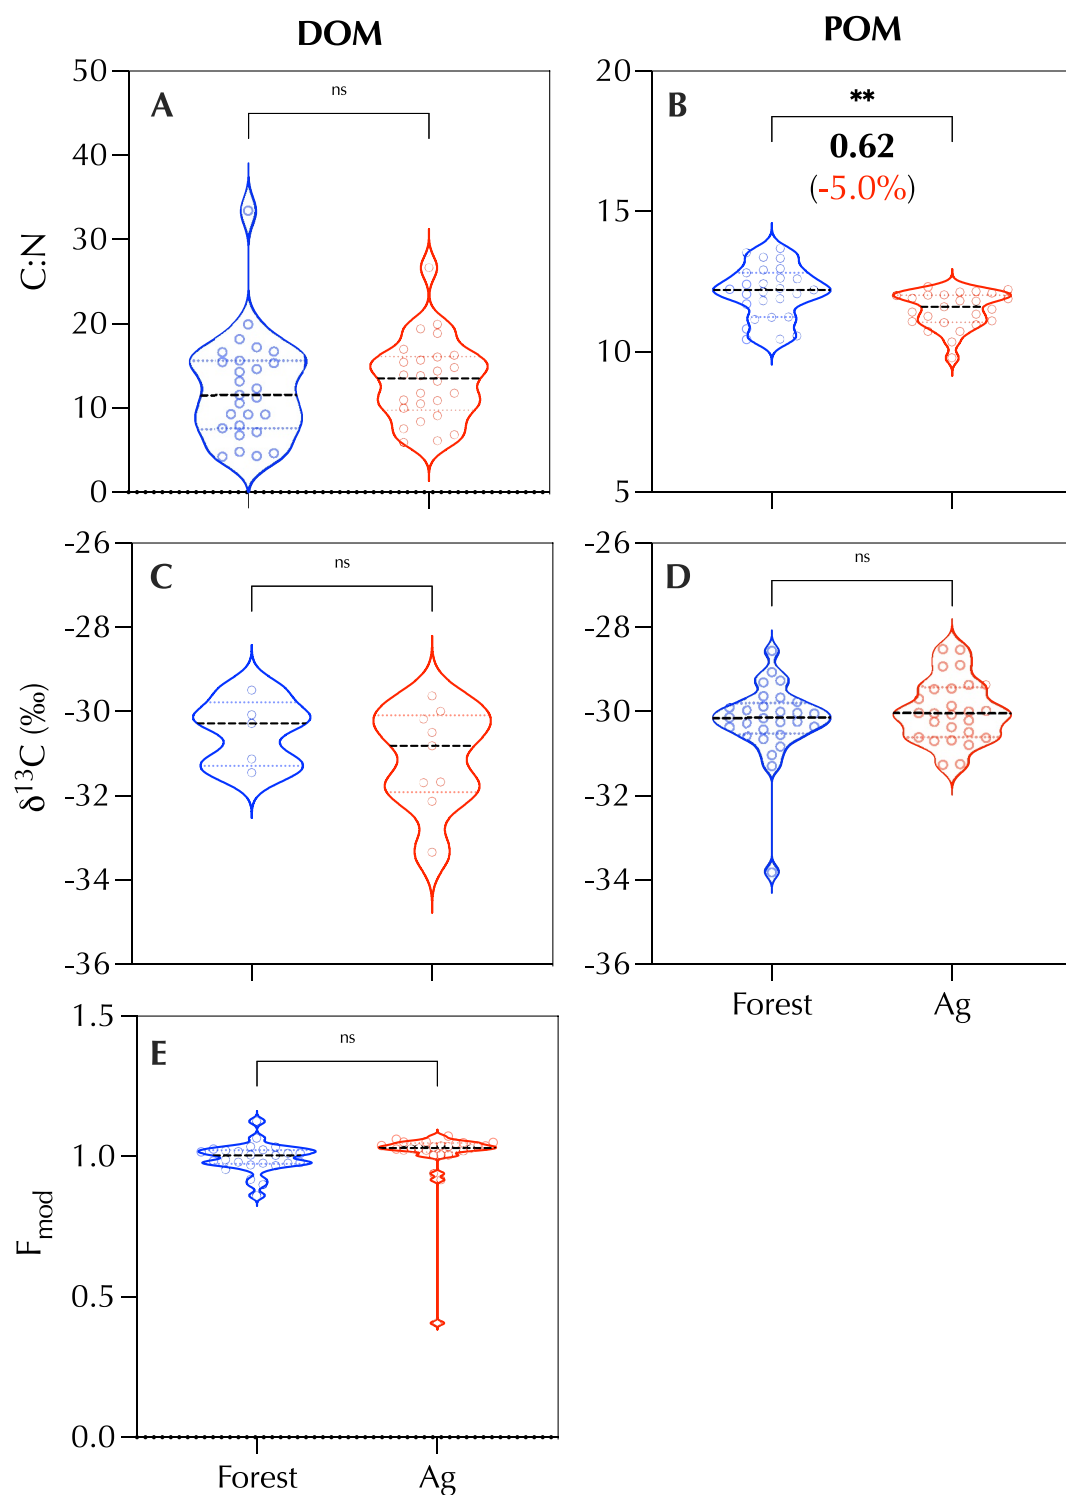 DOM
POM
C:N
50
40
30
20
10
0
A
ns
20
15
10
5
B
**
0.62
(-5.0%)
δ¹³C (‰)
-26
-28
-30
-32
-34
-36
C
ns
-26
-28
-30
-32
-34
-36
D
ns
Forest Ag
Fmod
1.5
1.0
0.5
0.0
E
ns
Forest Ag